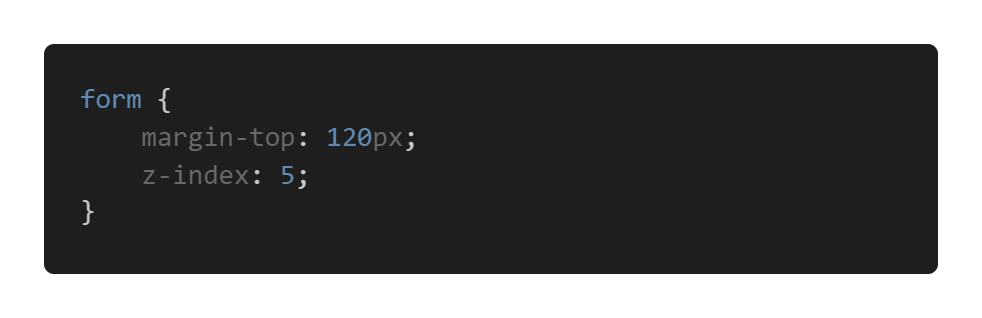 form {
    margin-top: 120px;
    z-index: 5;
}